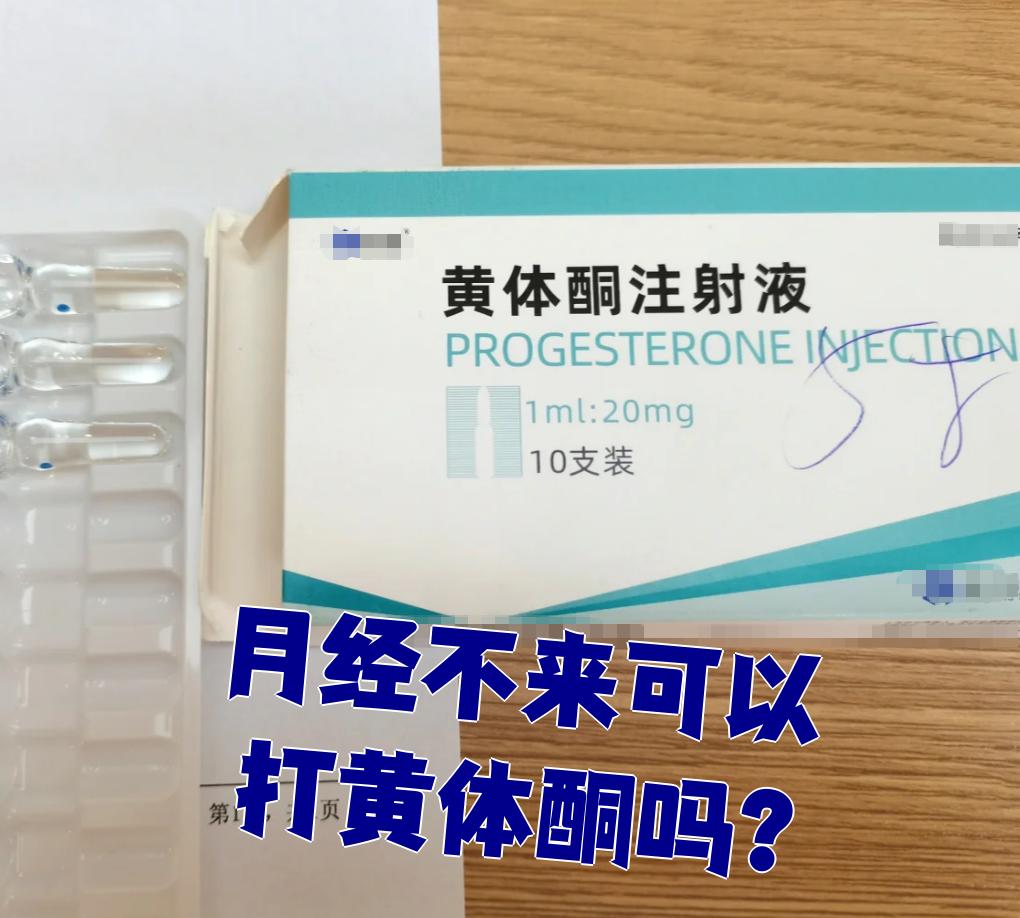 黄体酮注射液
PROGESTERONE INJECTION
1ml:20mg
10支装
月经不来可以
打黄体酮吗?